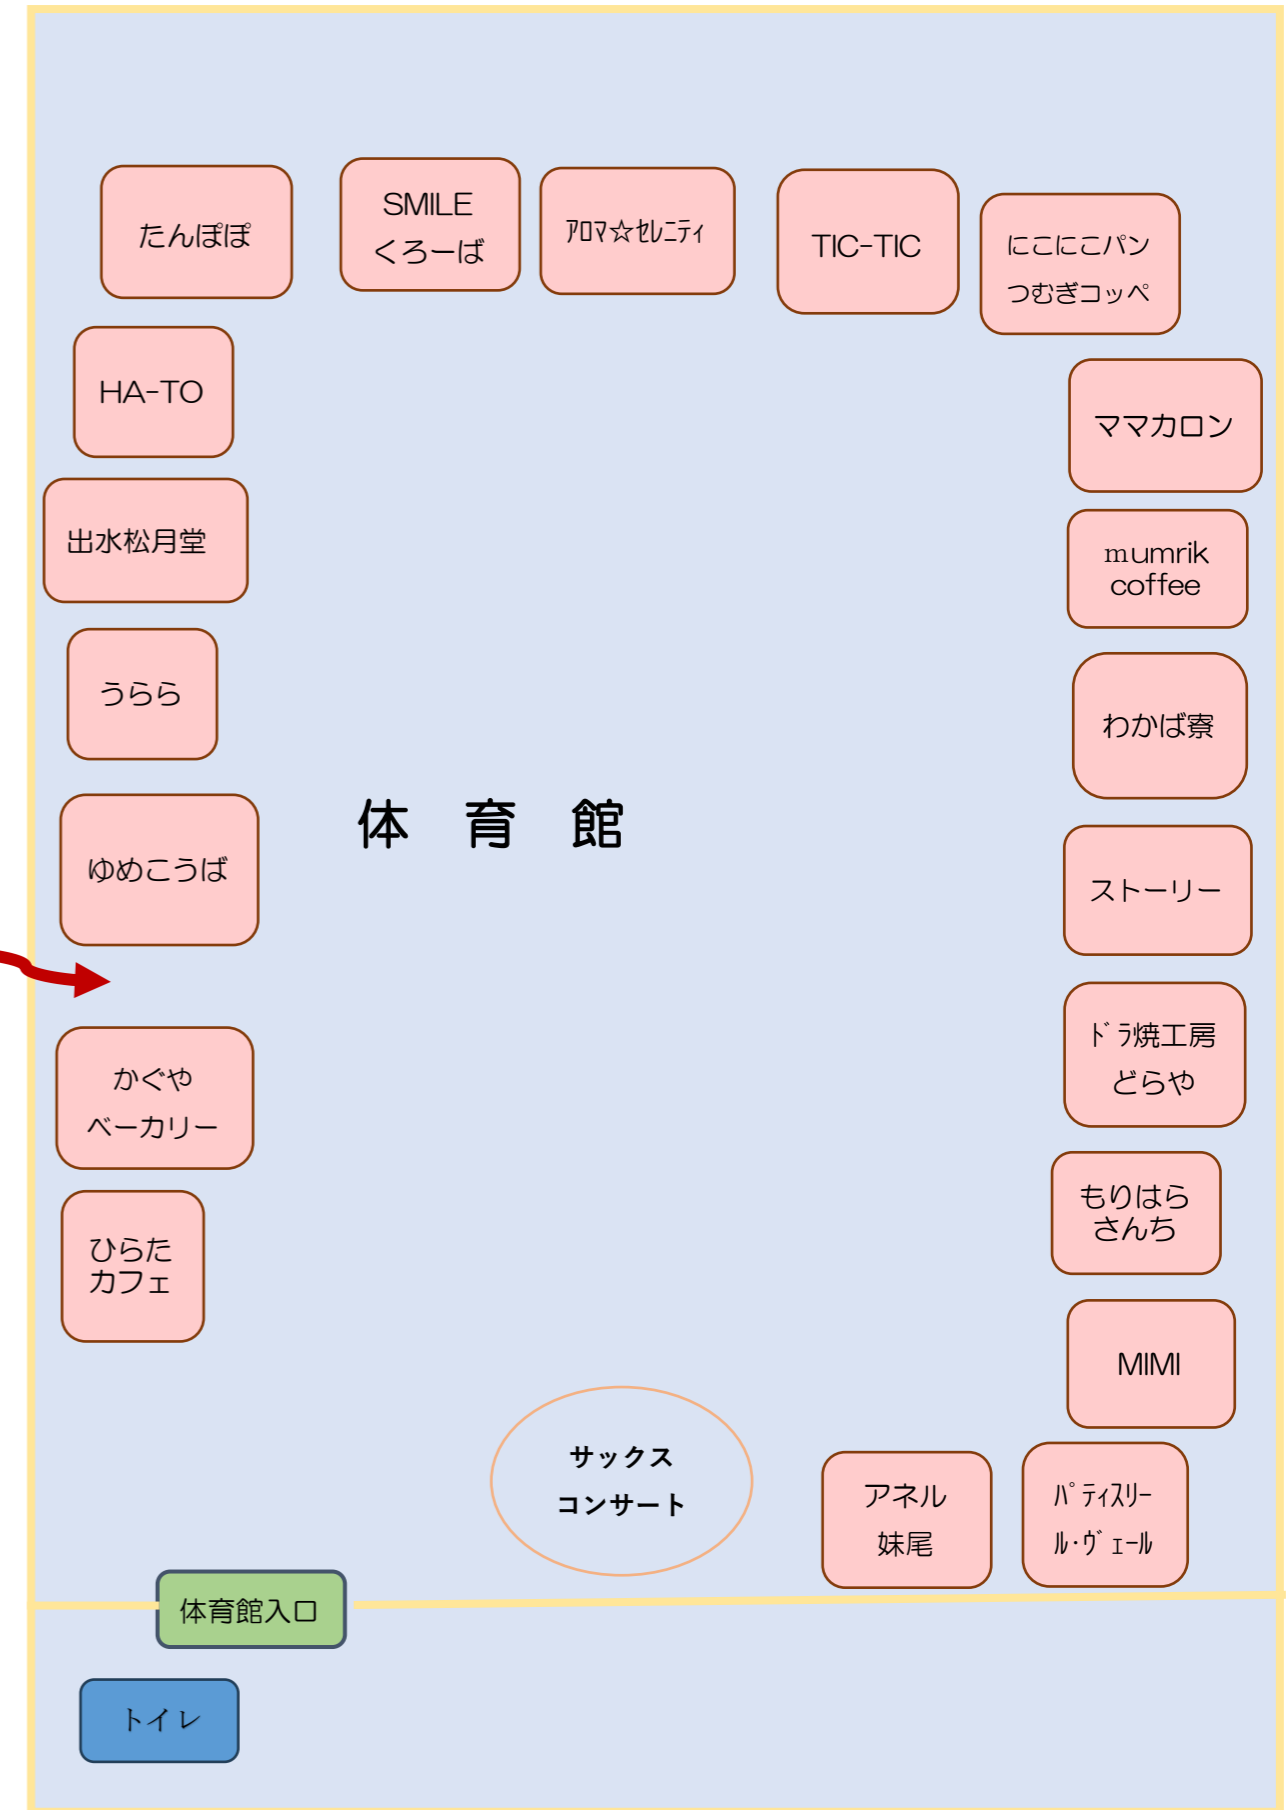 たんぽぽ
SMILE
くろーば
ｱﾛﾏ☆ｾﾚﾆﾃｨ
TIC-TIC
にこにこパン
つむぎコッペ
HA-TO
ママカロン
出水松月堂
mumrik
coffee
うらら
わかば寮
体　育　館
ゆめこうば
ストーリー
かぐや
ベーカリー
ﾄﾞﾗ焼工房
どらや
ひらた
カフェ
もりはら
さんち
MIMI
サックス
コンサート
アネル
妹尾
ﾊﾟﾃｨｽﾘｰ
ﾙ･ｳﾞｪｰﾙ
体育館入口
トイレ